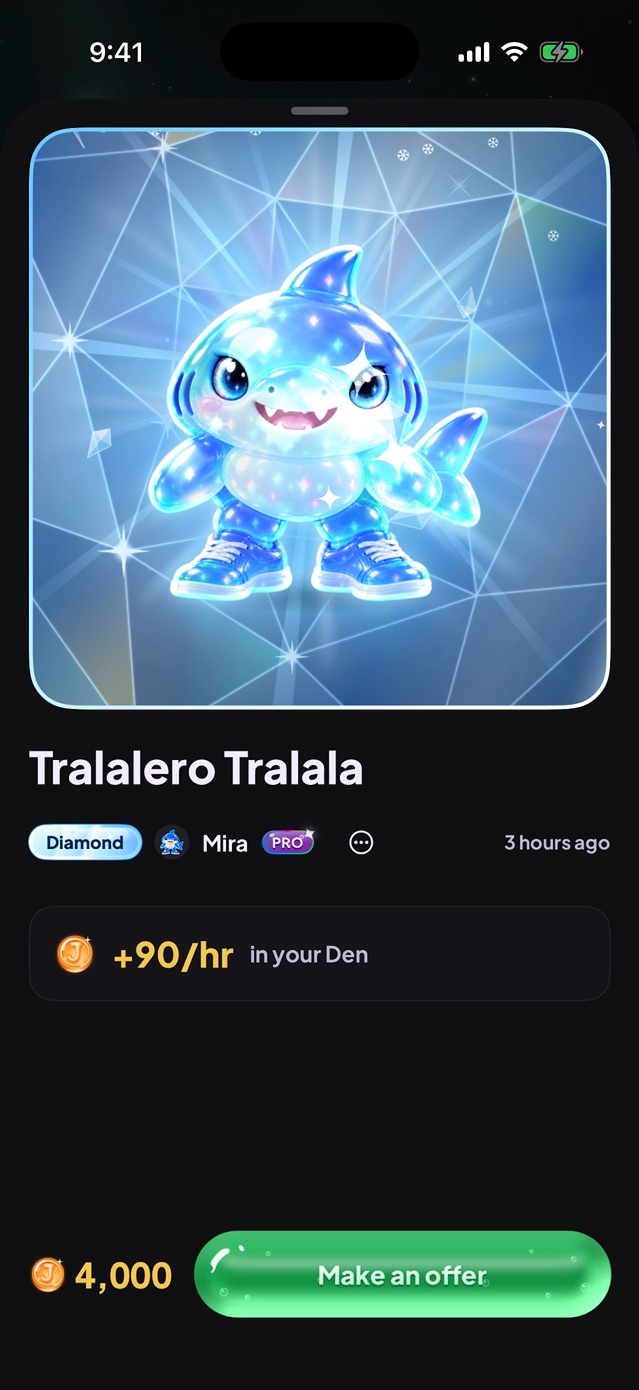 9:41
Tralalero Tralala
Diamond Mira PRO 3 hours ago
J +90/hr in your Den
J 4,000 Make an offer